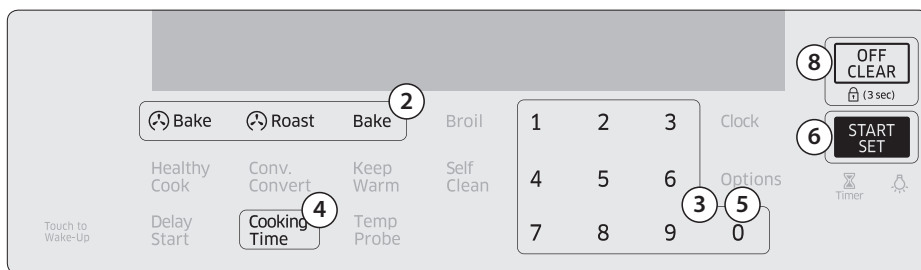 8
OFF
CLEAR
(3 sec)
2
Bake
Roast
Bake
Broil
1 2 3
Clock
6
START
SET
Healthy
Cook
Conv.
Convert
Keep
Warm
Self
Clean
4 5 6
Options
Timer
3
5
Touch to
Wake-Up
Delay
Start
4
Cooking
Time
Temp
Probe
7 8 9 0